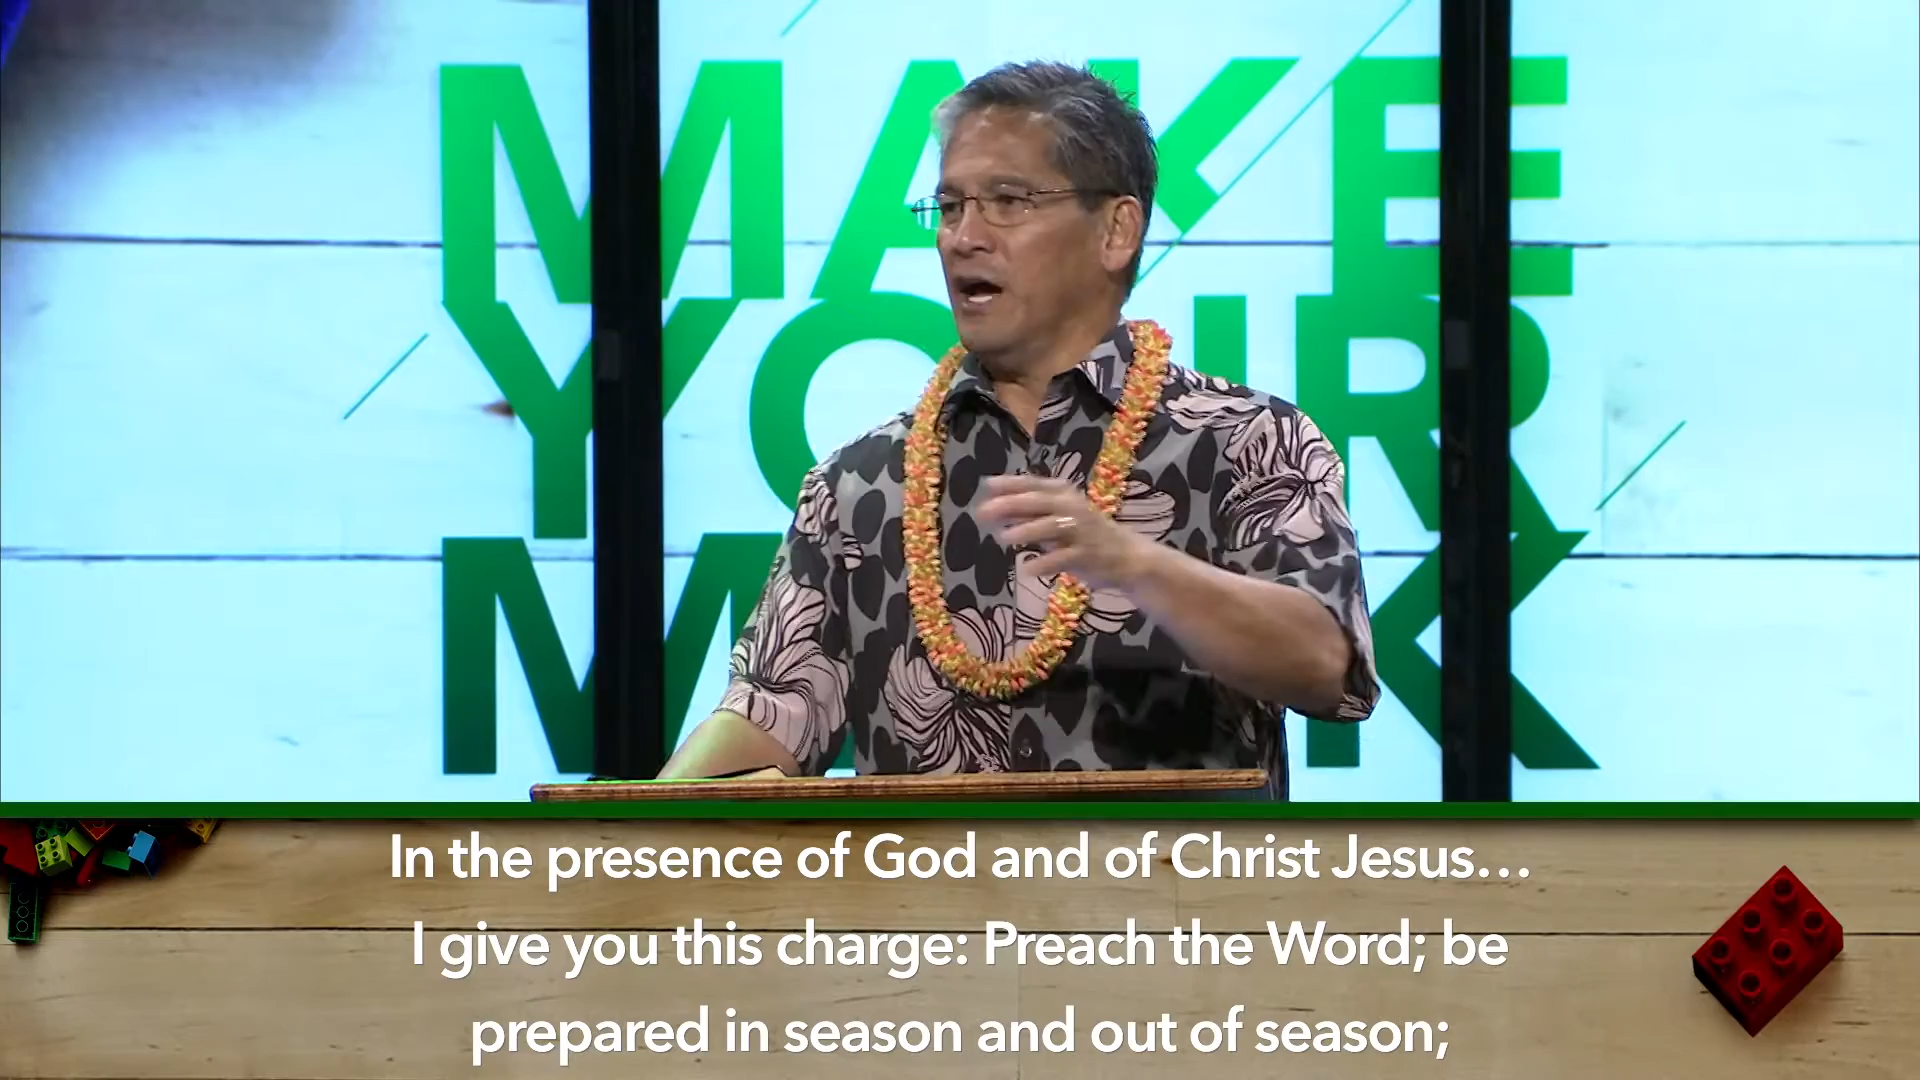 MAKE
YOUR
MARK
In the presence of God and of Christ Jesus…
I give you this charge: Preach the Word; be
prepared in season and out of season;